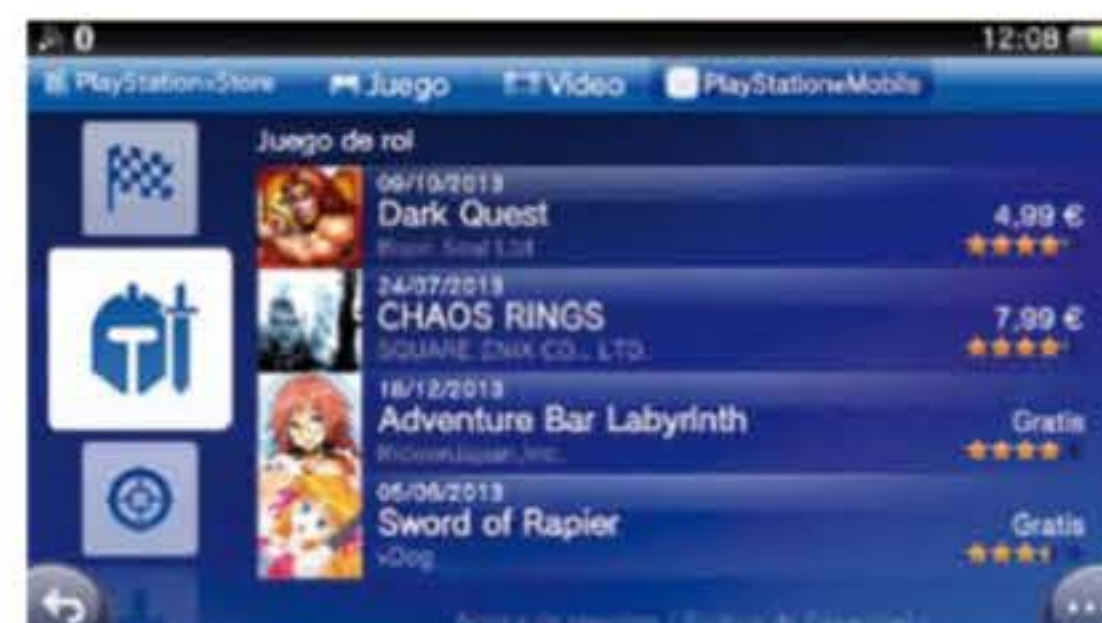 0
12:08
PlayStation®Store
Juego
Vídeo
PlayStation®Mobile
Juego de rol
09/10/2013
Dark Quest
4,99 €
24/07/2013
CHAOS RINGS
SQUARE ENIX CO., LTD.
7,99 €
18/12/2013
Adventure Bar Labyrinth
Gratis
05/06/2013
Sword of Rapier
Gratis